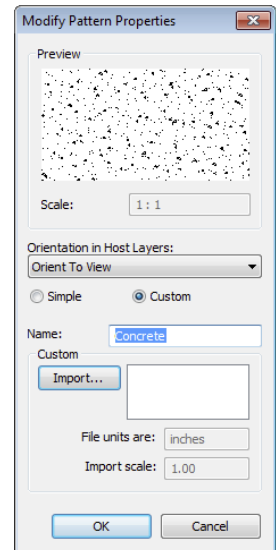 Modify Pattern Properties
Preview
Scale: 1 : 1
Orientation in Host Layers:
Orient To View
Simple Custom
Name: Concrete
Custom
Import...
File units are: inches
Import scale: 1.00
OK Cancel